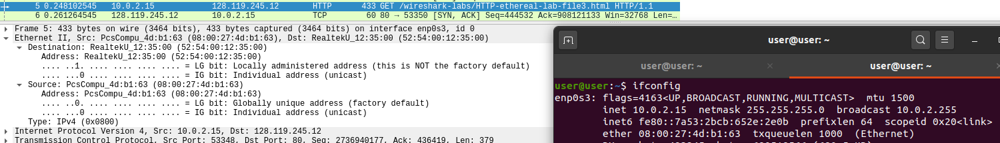 5 0.248102545 10.0.2.15 128.119.245.12 HTTP 433 GET /wireshark-labs/HTTP-ethereal-lab-file3.html HTTP/1.1
6 0.261264545 128.119.245.12 10.0.2.15 TCP 60 80 → 53350 [SYN, ACK] Seq=444532 Ack=908121133 Win=32768 Len=…
Frame 5: 433 bytes on wire (3464 bits), 433 bytes captured (3464 bits) on interface enp0s3, id 0
Ethernet II, Src: PcsCompu_4d:b1:63 (08:00:27:4d:b1:63), Dst: RealtekU_12:35:00 (52:54:00:12:35:00)
Destination: RealtekU_12:35:00 (52:54:00:12:35:00)
Address: RealtekU_12:35:00 (52:54:00:12:35:00)
.... ..1. .... .... .... .... = LG bit: Locally administered address (this is NOT the factory default)
.... ...0 .... .... .... .... = IG bit: Individual address (unicast)
Source: PcsCompu_4d:b1:63 (08:00:27:4d:b1:63)
Address: PcsCompu_4d:b1:63 (08:00:27:4d:b1:63)
.... ..0. .... .... .... .... = LG bit: Globally unique address (factory default)
.... ...0 .... .... .... .... = IG bit: Individual address (unicast)
Type: IPv4 (0x0800)
Internet Protocol Version 4, Src: 10.0.2.15, Dst: 128.119.245.12
Transmission Control Protocol, Src Port: 53348, Dst Port: 80, Seq: 2736940177, Ack: 436419, Len: 379
user@user: ~
user@user: ~ × user@user: ~ ×
user@user:~$ ifconfig
enp0s3: flags=4163<UP,BROADCAST,RUNNING,MULTICAST> mtu 1500
inet 10.0.2.15 netmask 255.255.255.0 broadcast 10.0.2.255
inet6 fe80::7a53:2bcb:652e:2e0b prefixlen 64 scopeid 0x20<link>
ether 08:00:27:4d:b1:63 txqueuelen 1000 (Ethernet)